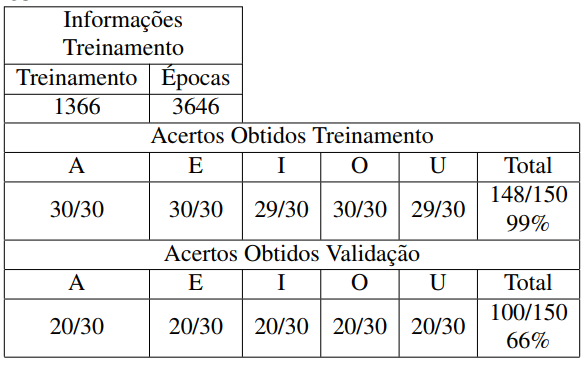 Informações
Treinamento
Treinamento Épocas
1366 3646
Acertos Obtidos Treinamento
A E I O U Total
30/30 30/30 29/30 30/30 29/30 148/150
99%
Acertos Obtidos Validação
A E I O U Total
20/30 20/30 20/30 20/30 20/30 100/150
66%